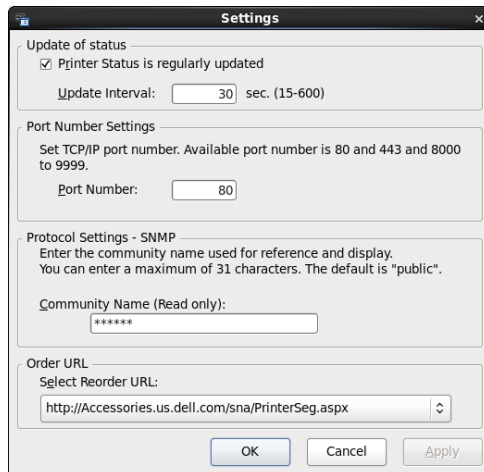 Settings
Update of status
Printer Status is regularly updated
Update Interval: 30 sec. (15-600)
Port Number Settings
Set TCP/IP port number. Available port number is 80 and 443 and 8000
to 9999.
Port Number: 80
Protocol Settings - SNMP
Enter the community name used for reference and display.
You can enter a maximum of 31 characters. The default is "public".
Community Name (Read only):
******
Order URL
Select Reorder URL:
http://Accessories.us.dell.com/sna/PrinterSeg.aspx
OK Cancel Apply